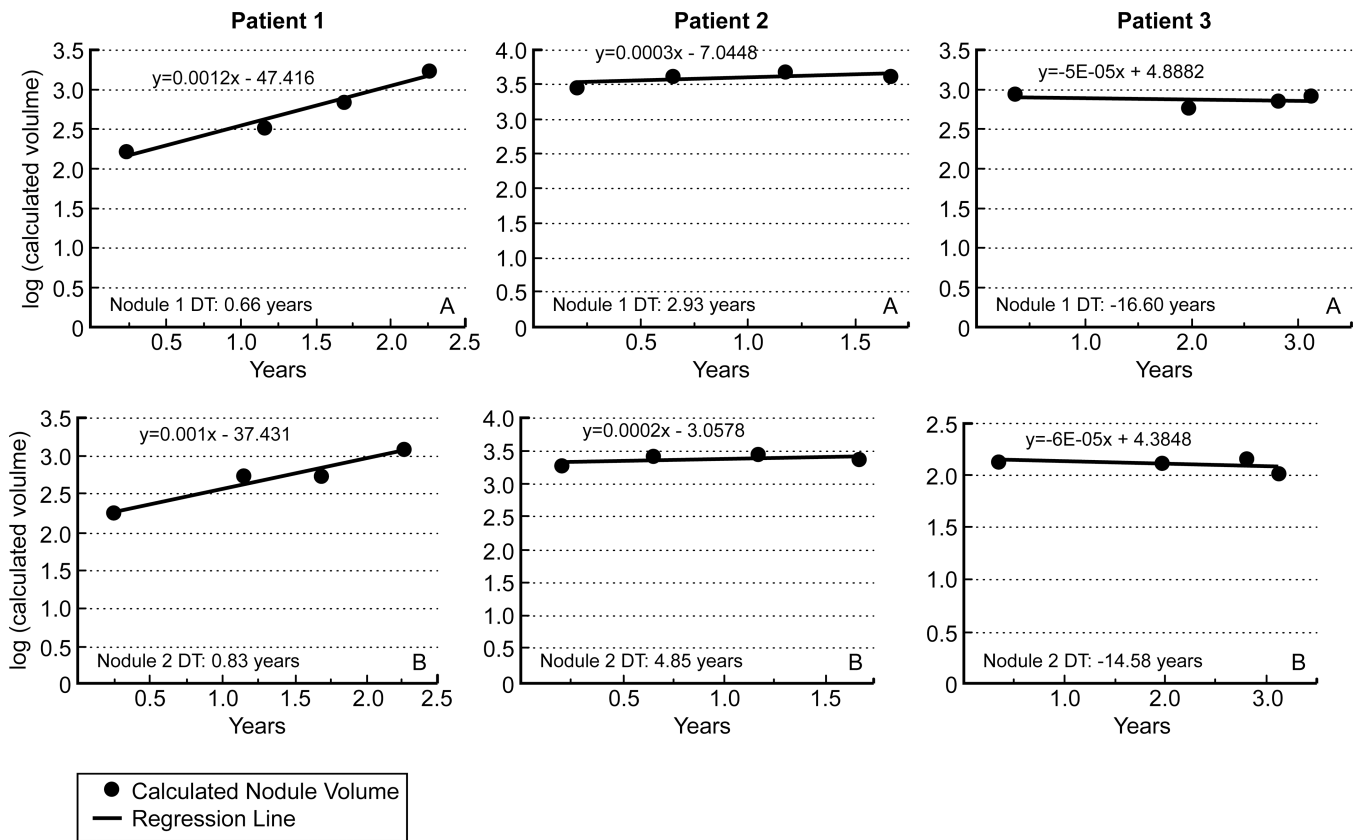 Patient 1
Patient 2
Patient 3
log (calculated volulme)
3.5
3.0
2.5
2.0
1.5
1.0
0.5
0
y=0.0012x - 47.416
Nodule 1 DT: 0.66 years
A
0.5
1.0
1.5
2.0
2.5
Years
4.0
3.5
3.0
2.5
2.0
1.5
1.0
0.5
0
y=0.0003x - 7.0448
Nodule 1 DT: 2.93 years
A
0.5
1.0
1.5
Years
3.5
3.0
2.5
2.0
1.5
1.0
0.5
0
y=-5E-05x + 4.8882
Nodule 1 DT: -16.60 years
A
1.0
2.0
3.0
Years
log (calculated volume)
3.5
3.0
2.5
2.0
1.5
1.0
0.5
0
y=0.001x - 37.431
Nodule 2 DT: 0.83 years
B
0.5
1.0
1.5
2.0
2.5
Years
4.0
3.5
3.0
2.5
2.0
1.5
1.0
0.5
0
y=0.0002x - 3.0578
Nodule 2 DT: 4.85 years
B
0.5
1.0
1.5
Years
2.5
2.0
1.5
1.0
0.5
0
y=-6E-05x + 4.3848
Nodule 2 DT: -14.58 years
B
1.0
2.0
3.0
Years
Calculated Nodule Volume
Regression Line